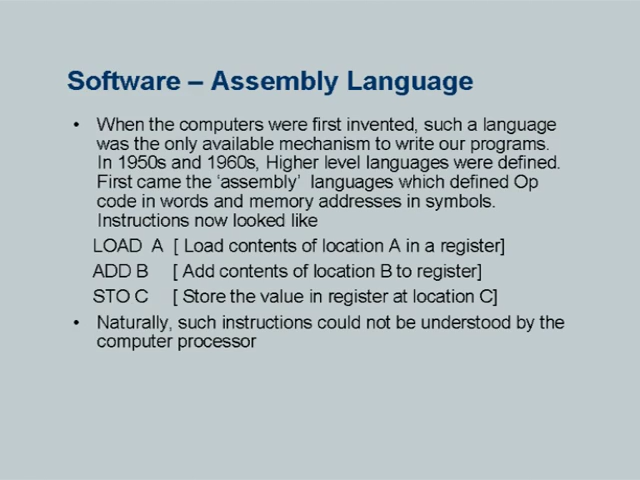 Software – Assembly Language
• When the computers were first invented, such a language
was the only available mechanism to write our programs.
In 1950s and 1960s, Higher level languages were defined.
First came the ‘assembly’ languages which defined Op
code in words and memory addresses in symbols.
Instructions now looked like
LOAD A [ Load contents of location A in a register]
ADD B [ Add contents of location B to register]
STO C [ Store the value in register at location C]
• Naturally, such instructions could not be understood by the
computer processor